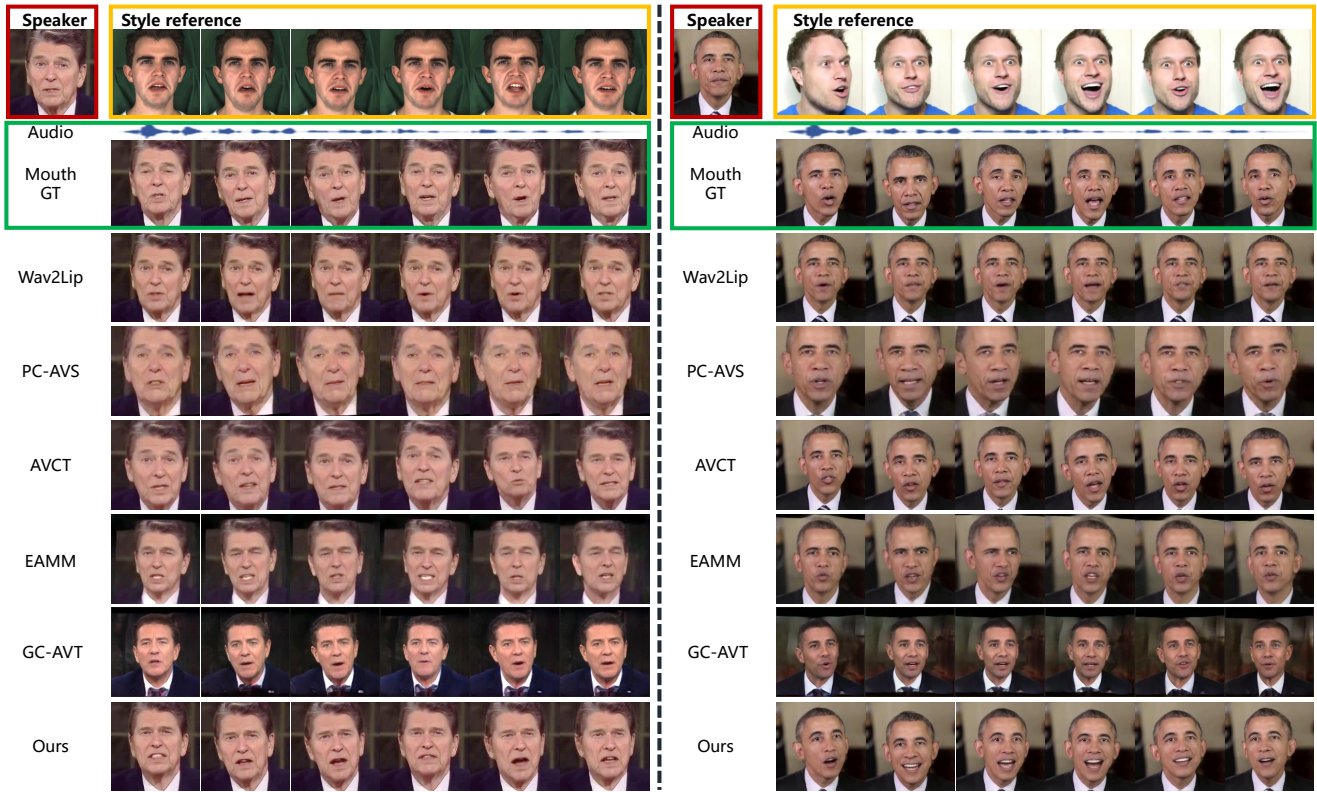 Speaker Style reference
Audio
Mouth
GT
Wav2Lip
PC-AVS
AVCT
EAMM
GC-AVT
Ours
Speaker Style reference
Audio
Mouth
GT
Wav2Lip
PC-AVS
AVCT
EAMM
GC-AVT
Ours